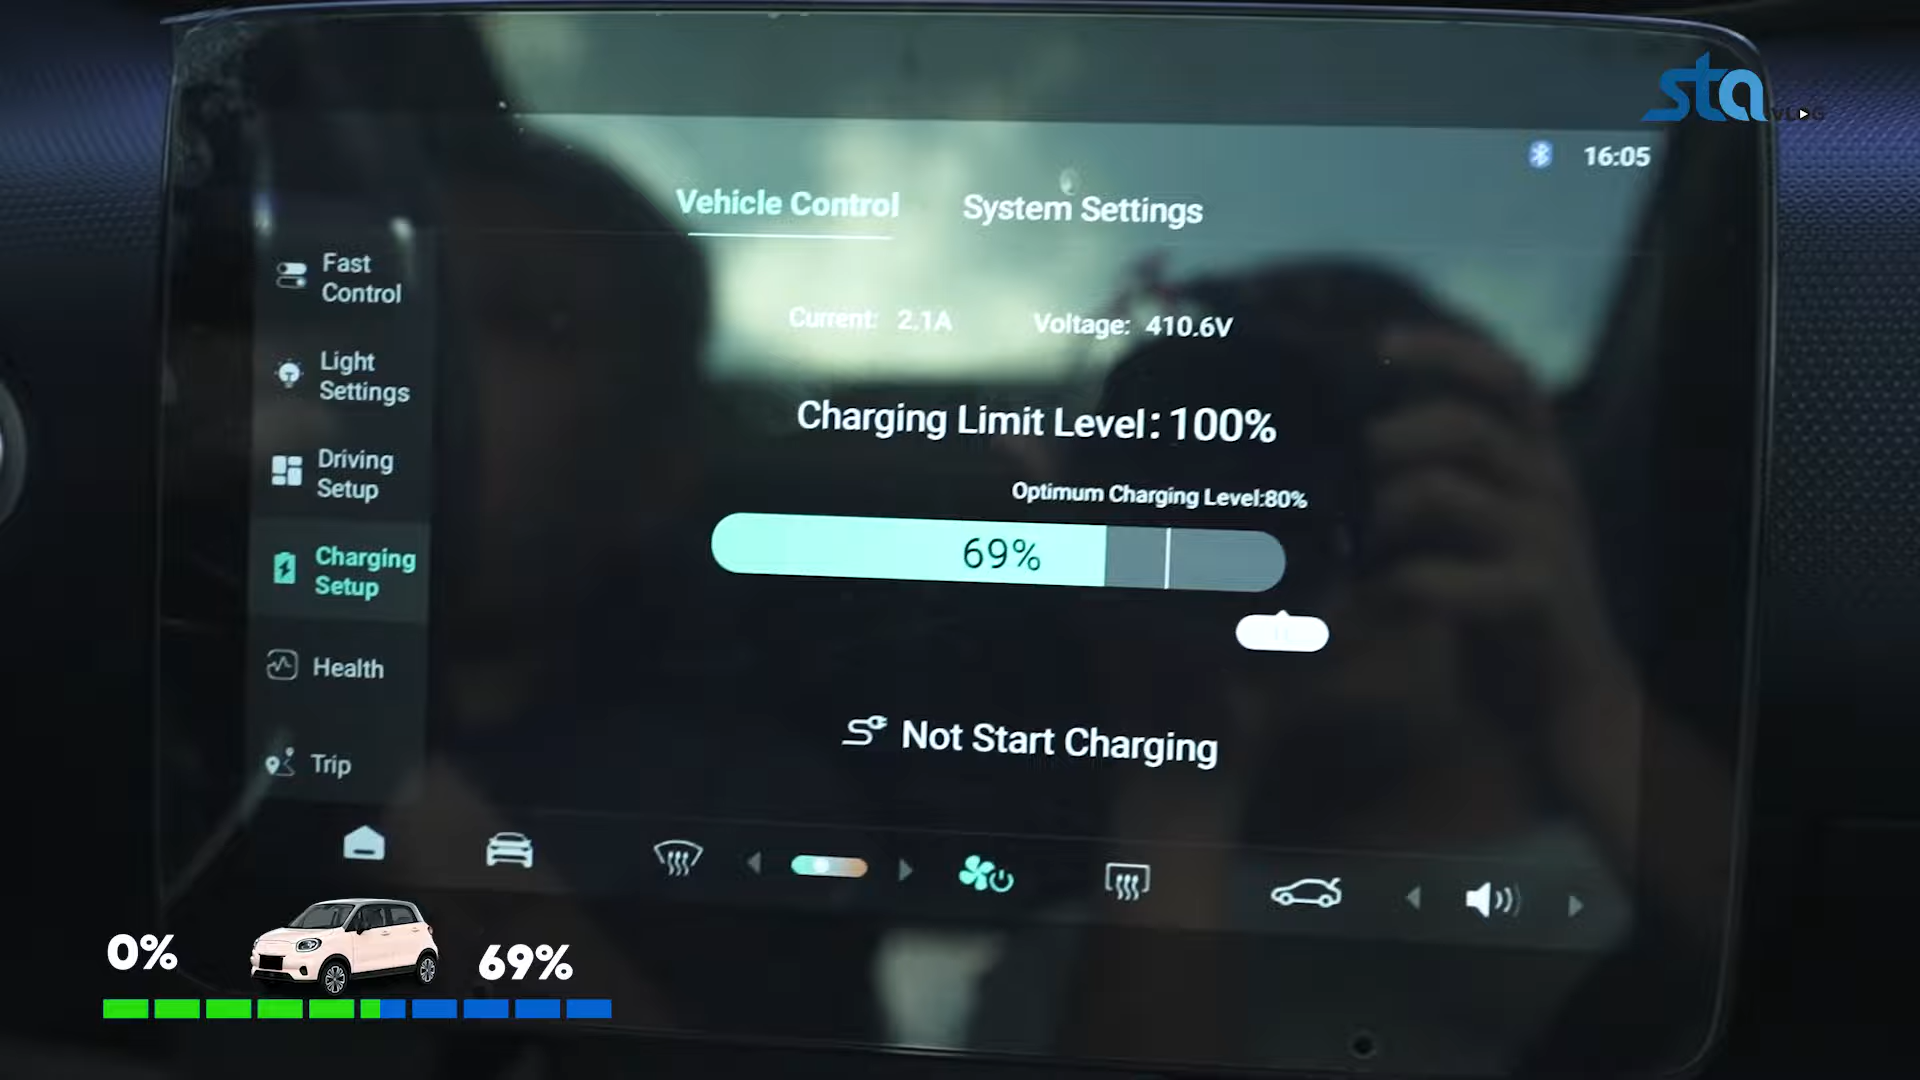 sta
VLOG
16:05
Vehicle Control
System Settings
Fast
Control
Current: 2.1A
Voltage: 410.6V
Light
Settings
Charging Limit Level: 100%
Driving
Setup
Optimum Charging Level:80%
69%
Charging
Setup
Health
Not Start Charging
Trip
0%
69%